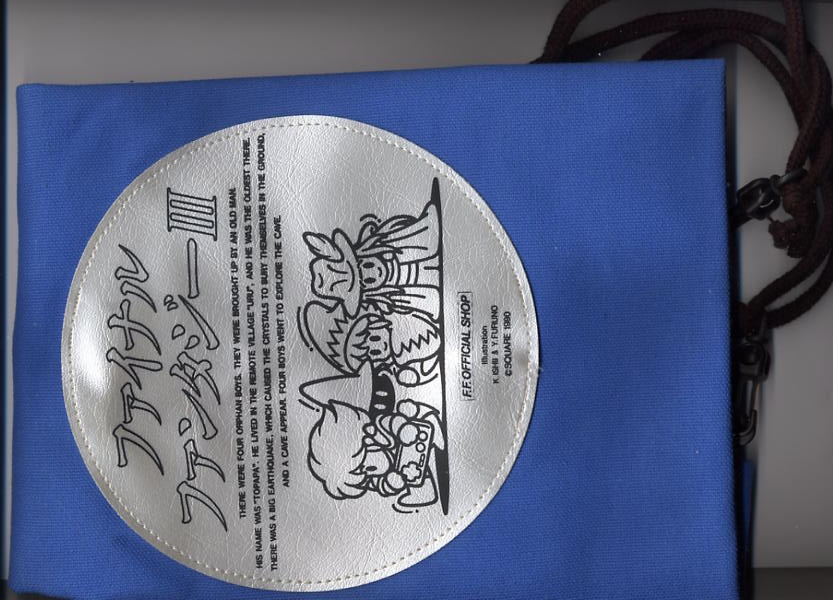 ファイナル
ファンタジーIII
THERE WERE FOUR ORPHAN BOYS. THEY WERE BROUGHT UP BY AN OLD MAN.
HIS NAME WAS "TOPAPA". HE LIVED IN THE REMOTE VILLAGE "URU", AND HE WAS THE OLDEST THERE.
THERE WAS A BIG EARTHQUAKE, WHICH CAUSED THE CRYSTALS TO BURY THEMSELVES IN THE GROUND,
AND A CAVE APPEAR. FOUR BOYS WENT TO EXPLORE THE CAVE.
F.F. OFFICIAL SHOP
Illustration
K.ISHII & Y.FURUNO
©SQUARE 1990